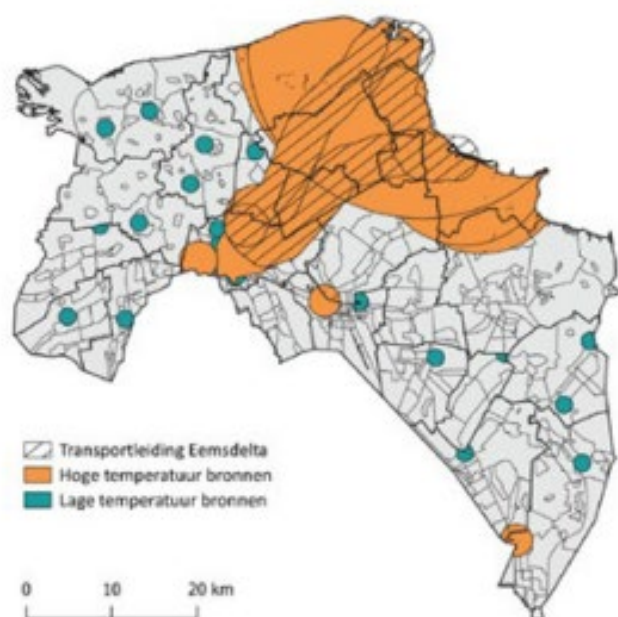 Transportleiding Eemsdelta
Hoge temperatuur bronnen
Lage temperatuur bronnen
0 10 20 km